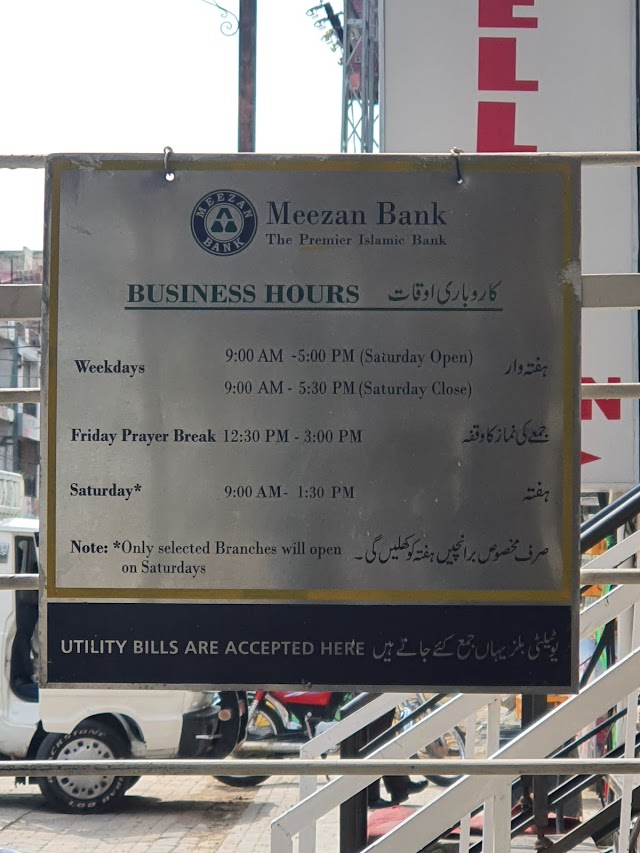 ELL
MEEZAN BANK
Meezan Bank
The Premier Islamic Bank
BUSINESS HOURS کاروباری اوقات
Weekdays 9:00 AM -5:00 PM (Saturday Open) ہفتہ وار
9:00 AM - 5:30 PM (Saturday Close)
Friday Prayer Break 12:30 PM - 3:00 PM جمعے کی نماز کا وقفہ
Saturday* 9:00 AM- 1:30 PM ہفتہ
Note: *Only selected Branches will open صرف مخصوص برانچیں ہفتہ کو کھلیں گی۔
on Saturdays
UTILITY BILLS ARE ACCEPTED HERE یوٹیلٹی بلز یہاں جمع کئے جاتے ہیں
N